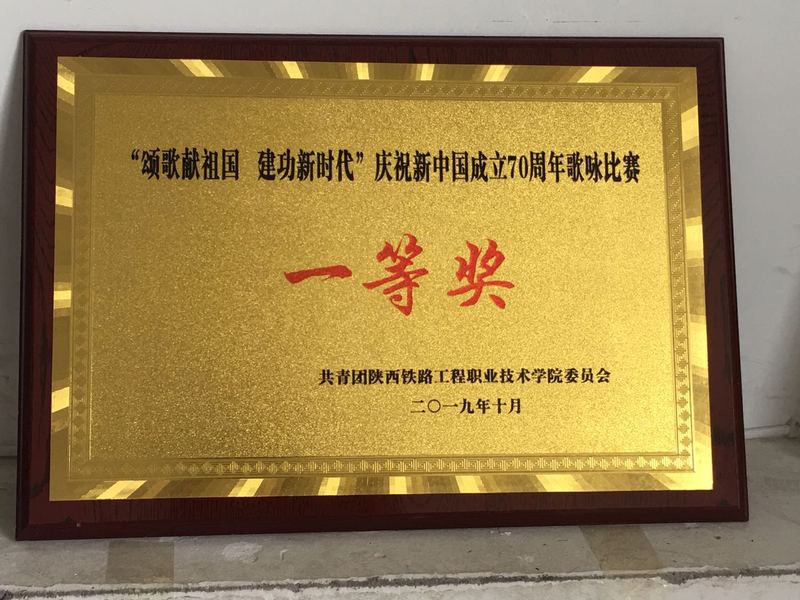 “颂歌献祖国 建功新时代”庆祝新中国成立70周年歌咏比赛
一等奖
共青团陕西铁路工程职业技术学院委员会
二〇一九年十月